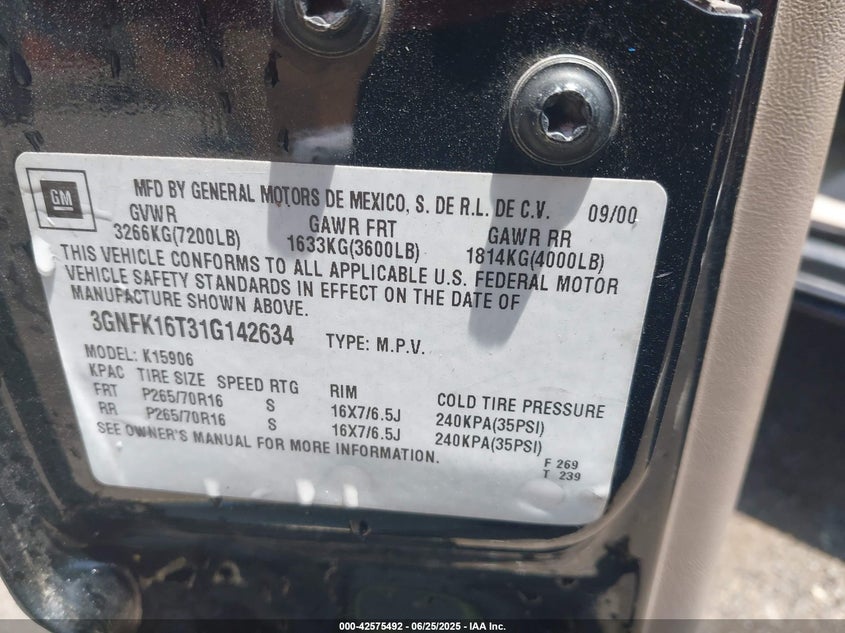 GM
MFD BY GENERAL MOTORS DE MEXICO, S. DE R.L. DE C.V. 09/00
GVWR GAWR FRT GAWR RR
3266KG(7200LB) 1633KG(3600LB) 1814KG(4000LB)
THIS VEHICLE CONFORMS TO ALL APPLICABLE U.S. FEDERAL MOTOR
VEHICLE SAFETY STANDARDS IN EFFECT ON THE DATE OF
MANUFACTURE SHOWN ABOVE.
3GNFK16T31G142634 TYPE: M.P.V.
MODEL: K15906
KPAC TIRE SIZE SPEED RTG RIM COLD TIRE PRESSURE
FRT P265/70R16 S 16X7/6.5J 240KPA(35PSI)
RR P265/70R16 S 16X7/6.5J 240KPA(35PSI)
SEE OWNER'S MANUAL FOR MORE INFORMATION.
F 269
T 239
000-42575492 - 06/25/2025 - IAA Inc.